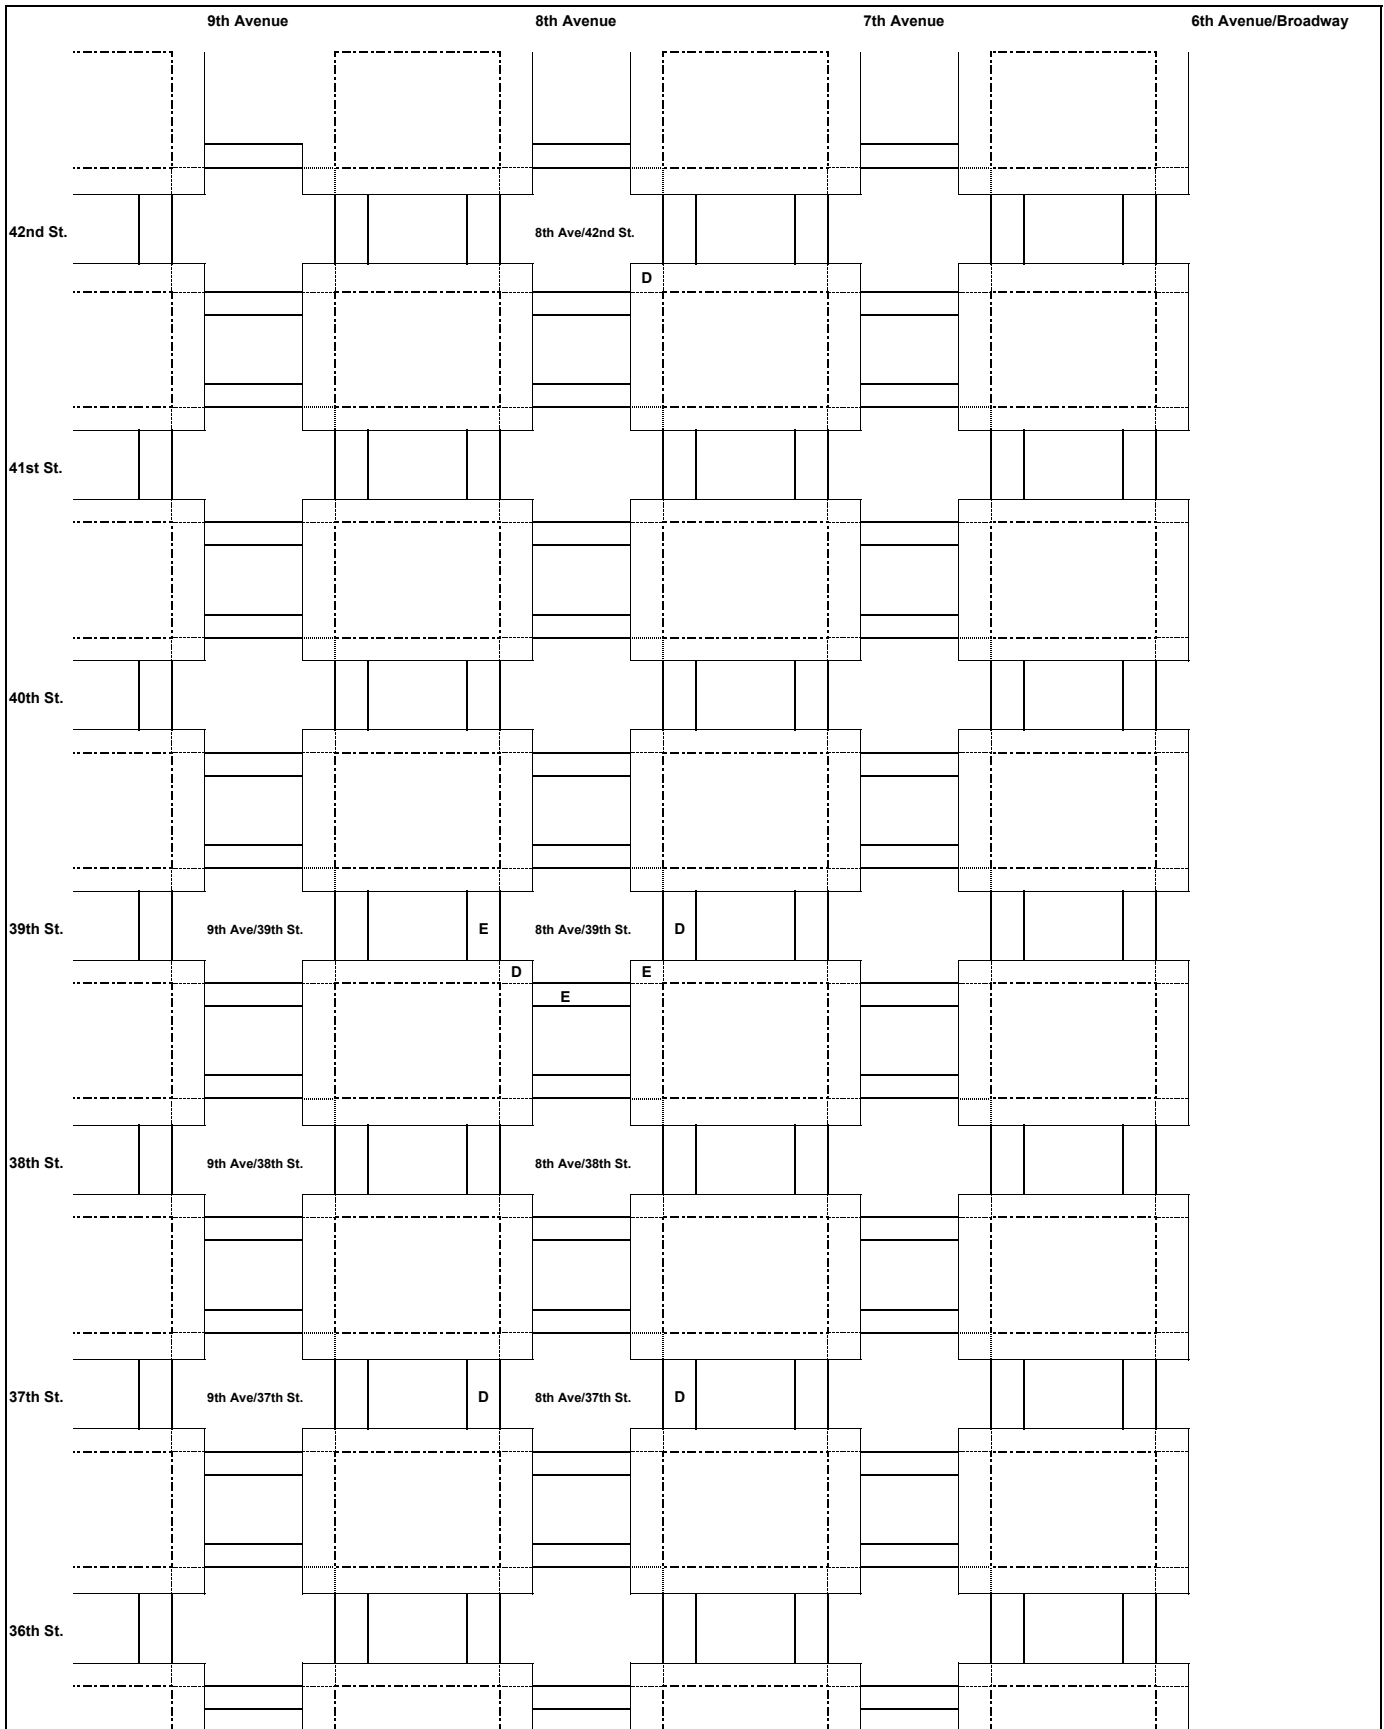 9th Avenue 8th Avenue 7th Avenue 6th Avenue/Broadway
42nd St. 8th Ave/42nd St.
D
41st St.
40th St.
39th St. 9th Ave/39th St. E 8th Ave/39th St. D
D E
E
38th St. 9th Ave/38th St. 8th Ave/38th St.
37th St. 9th Ave/37th St. D 8th Ave/37th St. D
36th St.